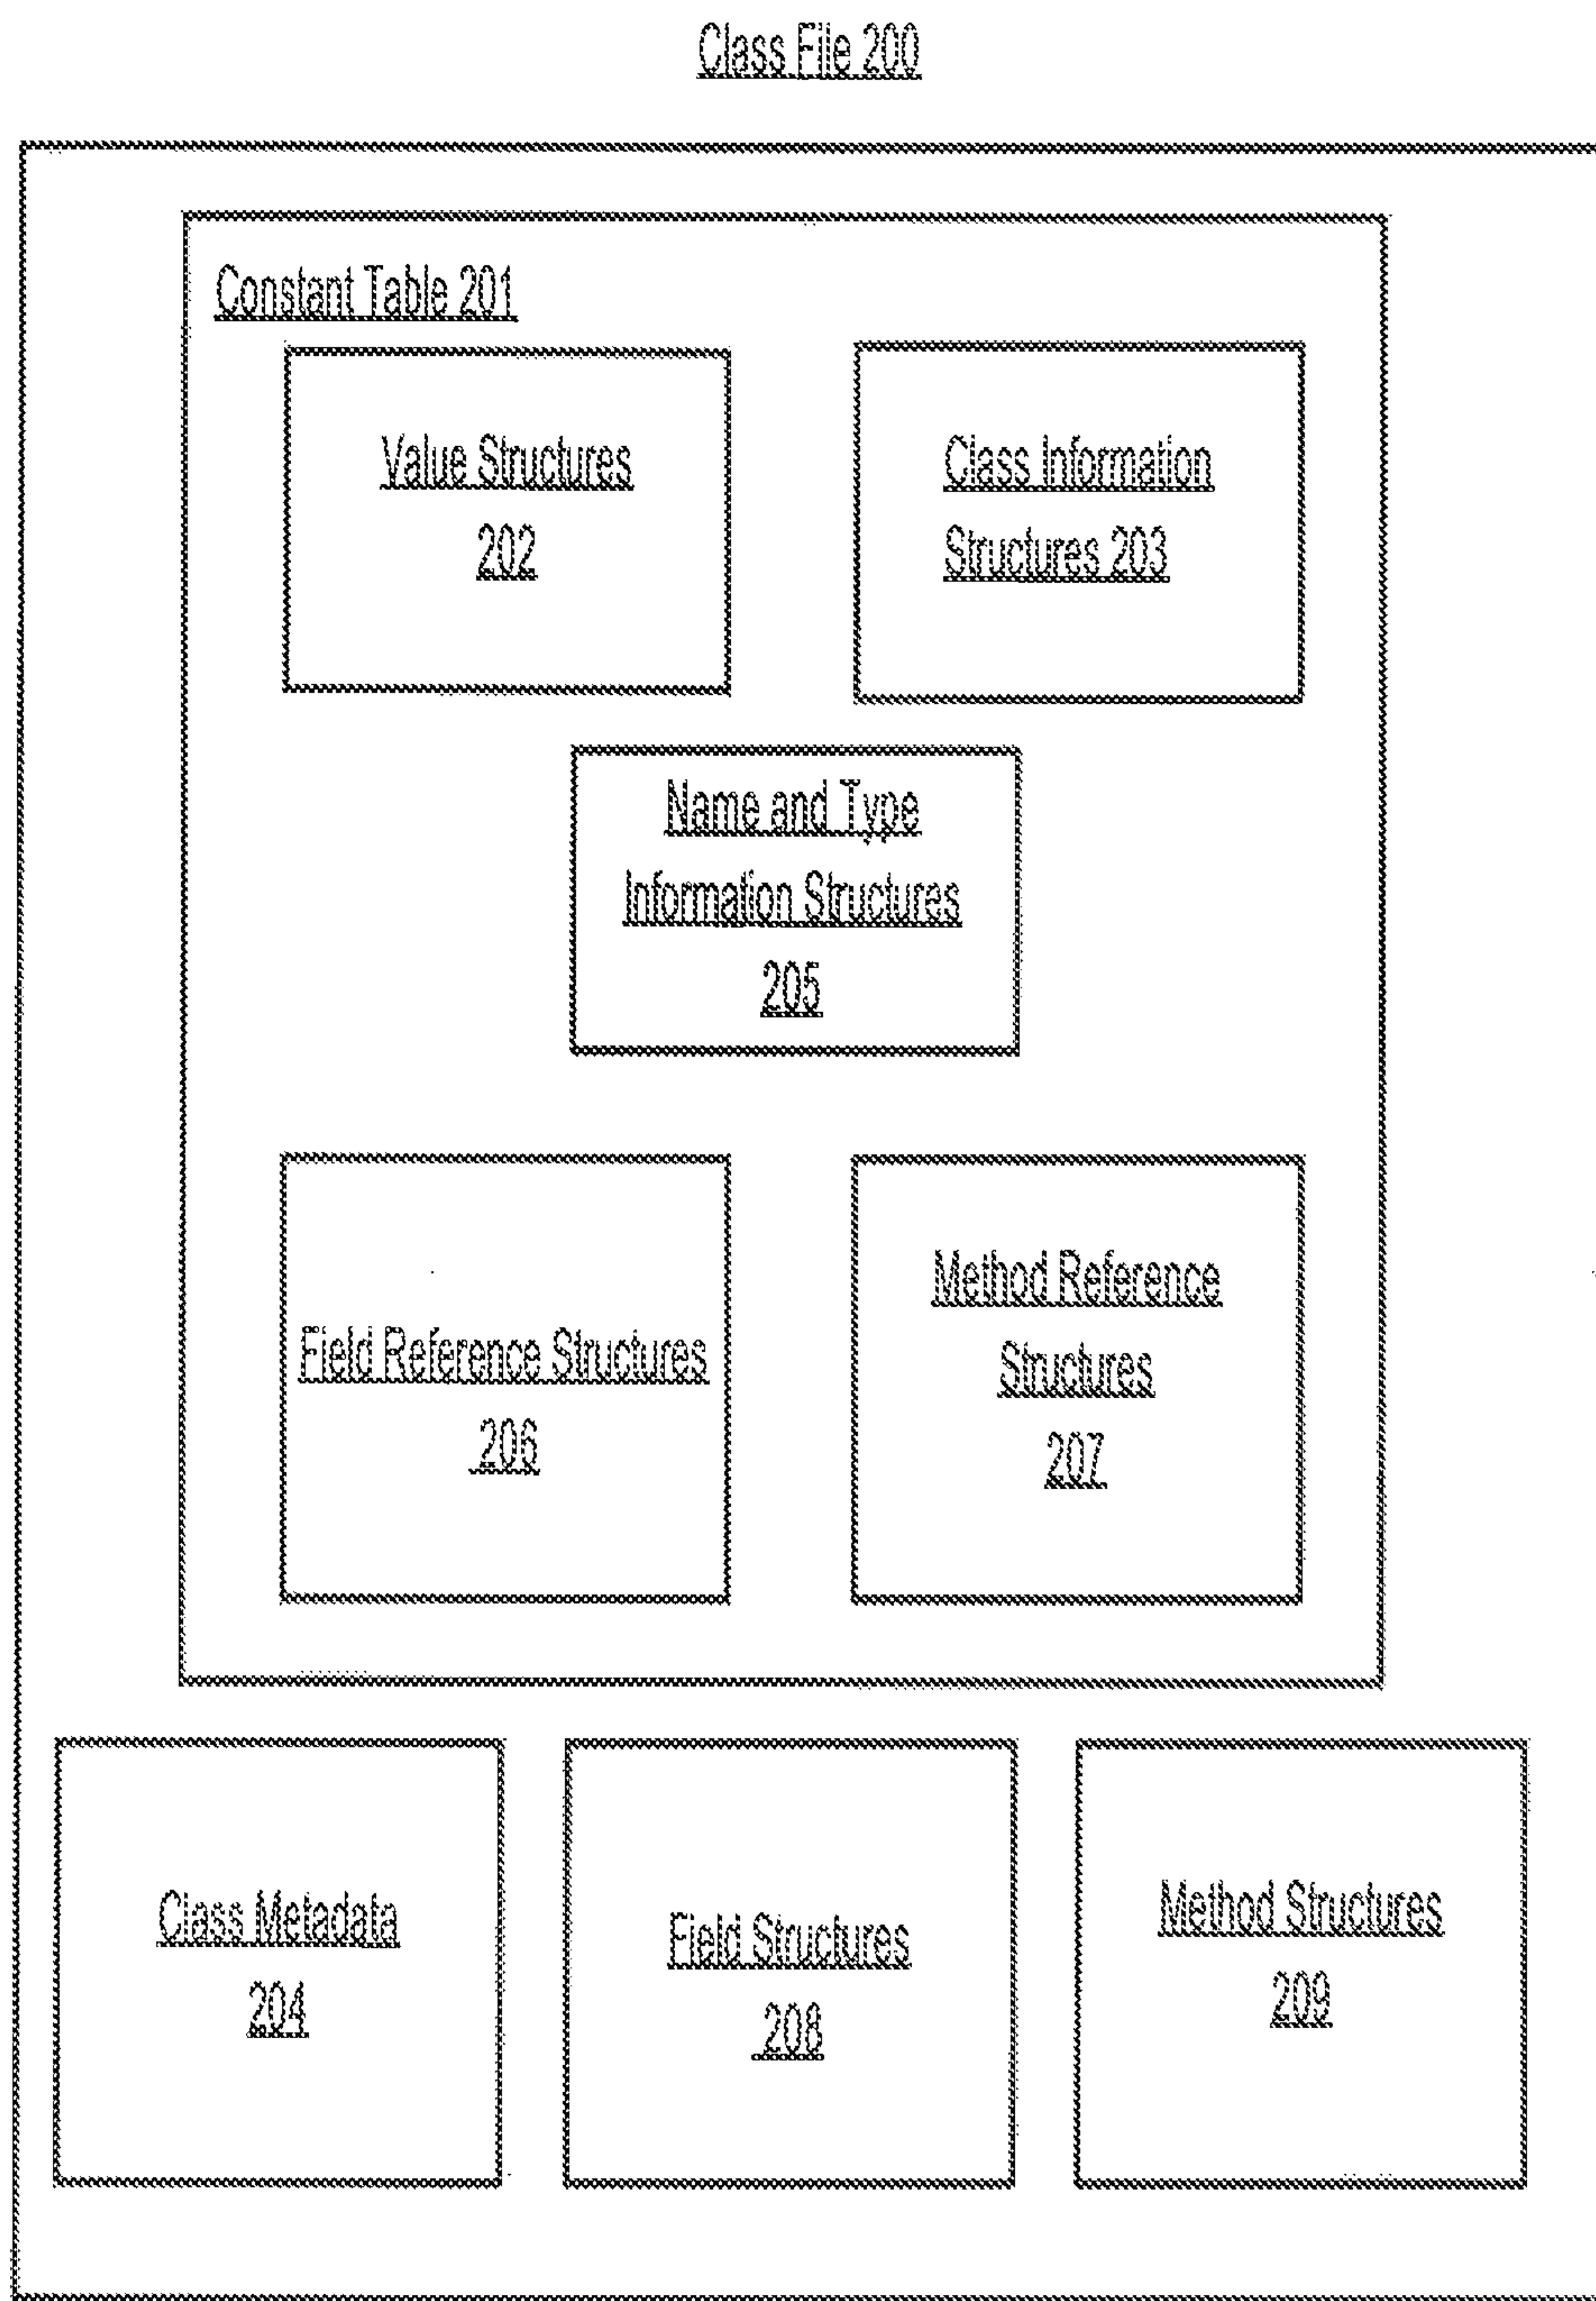 Class File 200
Constant Table 201
Value Structures
202
Class Information
Structures 203
Name and Type
Information Structures
205
Field Reference Structures
206
Method Reference
Structures
207
Class Metadata
204
Field Structures
208
Method Structures
209